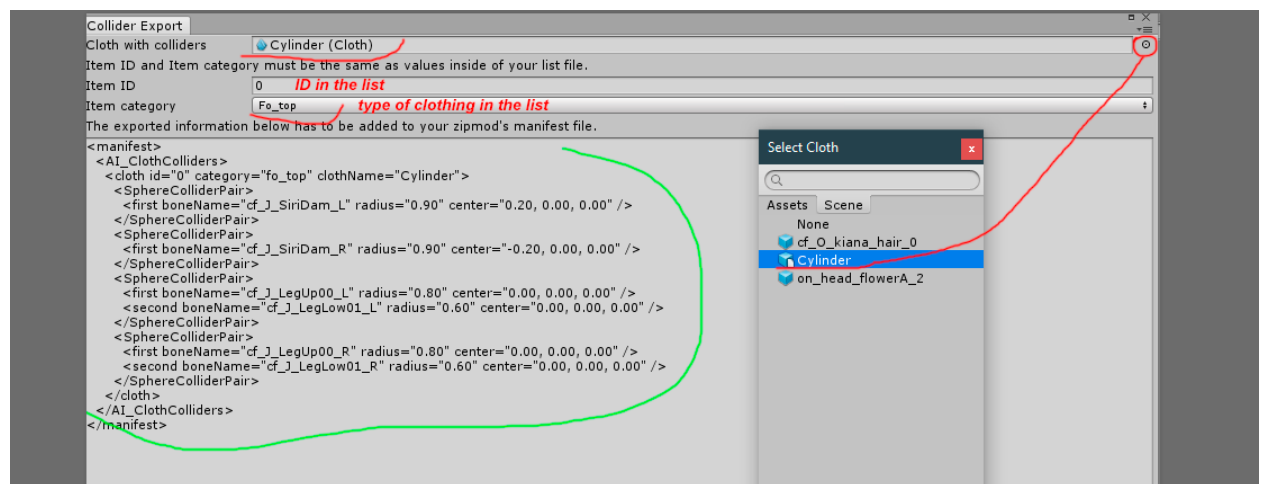 Collider Export
Cloth with colliders Cylinder (Cloth)
Item ID and Item category must be the same as values inside of your list file.
Item ID 0 ID in the list
Item category Fo_top type of clothing in the list
The exported information below has to be added to your zipmod's manifest file.
<manifest>
<AI_ClothColliders>
<cloth id="0" category="fo_top" clothName="Cylinder">
<SphereColliderPair>
<first boneName="cf_J_SiriDam_L" radius="0.90" center="0.20, 0.00, 0.00" />
</SphereColliderPair>
<SphereColliderPair>
<first boneName="cf_J_SiriDam_R" radius="0.90" center="-0.20, 0.00, 0.00" />
</SphereColliderPair>
<SphereColliderPair>
<first boneName="cf_J_LegUp00_L" radius="0.80" center="0.00, 0.00, 0.00" />
<second boneName="cf_J_LegLow01_L" radius="0.60" center="0.00, 0.00, 0.00" />
</SphereColliderPair>
<SphereColliderPair>
<first boneName="cf_J_LegUp00_R" radius="0.80" center="0.00, 0.00, 0.00" />
<second boneName="cf_J_LegLow01_R" radius="0.60" center="0.00, 0.00, 0.00" />
</SphereColliderPair>
</cloth>
</AI_ClothColliders>
</manifest>
Select Cloth x
Assets Scene
None
cf_O_kiana_hair_0
Cylinder
on_head_flowerA_2